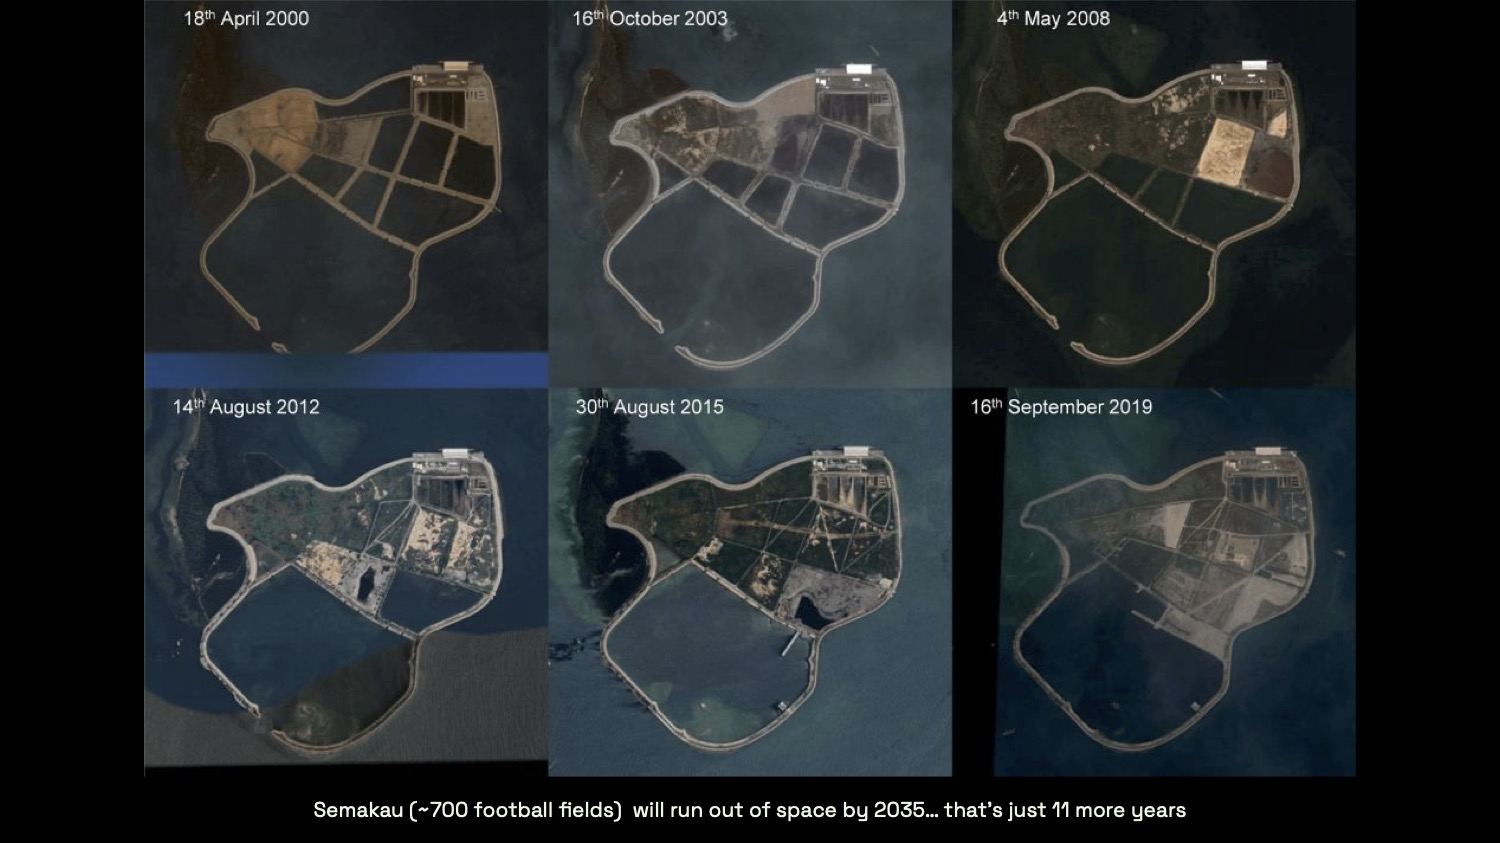 18th April 2000
16th October 2003
4th May 2008
14th August 2012
30th August 2015
16th September 2019
Semakau (~700 football fields)  will run out of space by 2035... that's just 11 more years